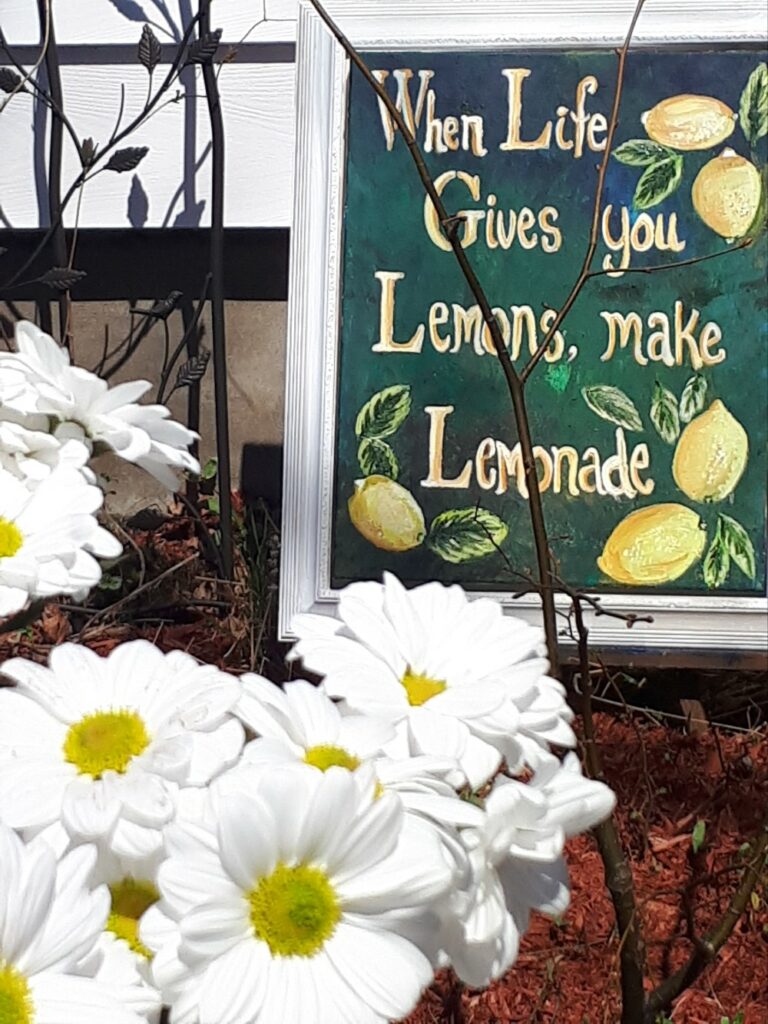 When Life
Gives you
Lemons, make
Lemonade